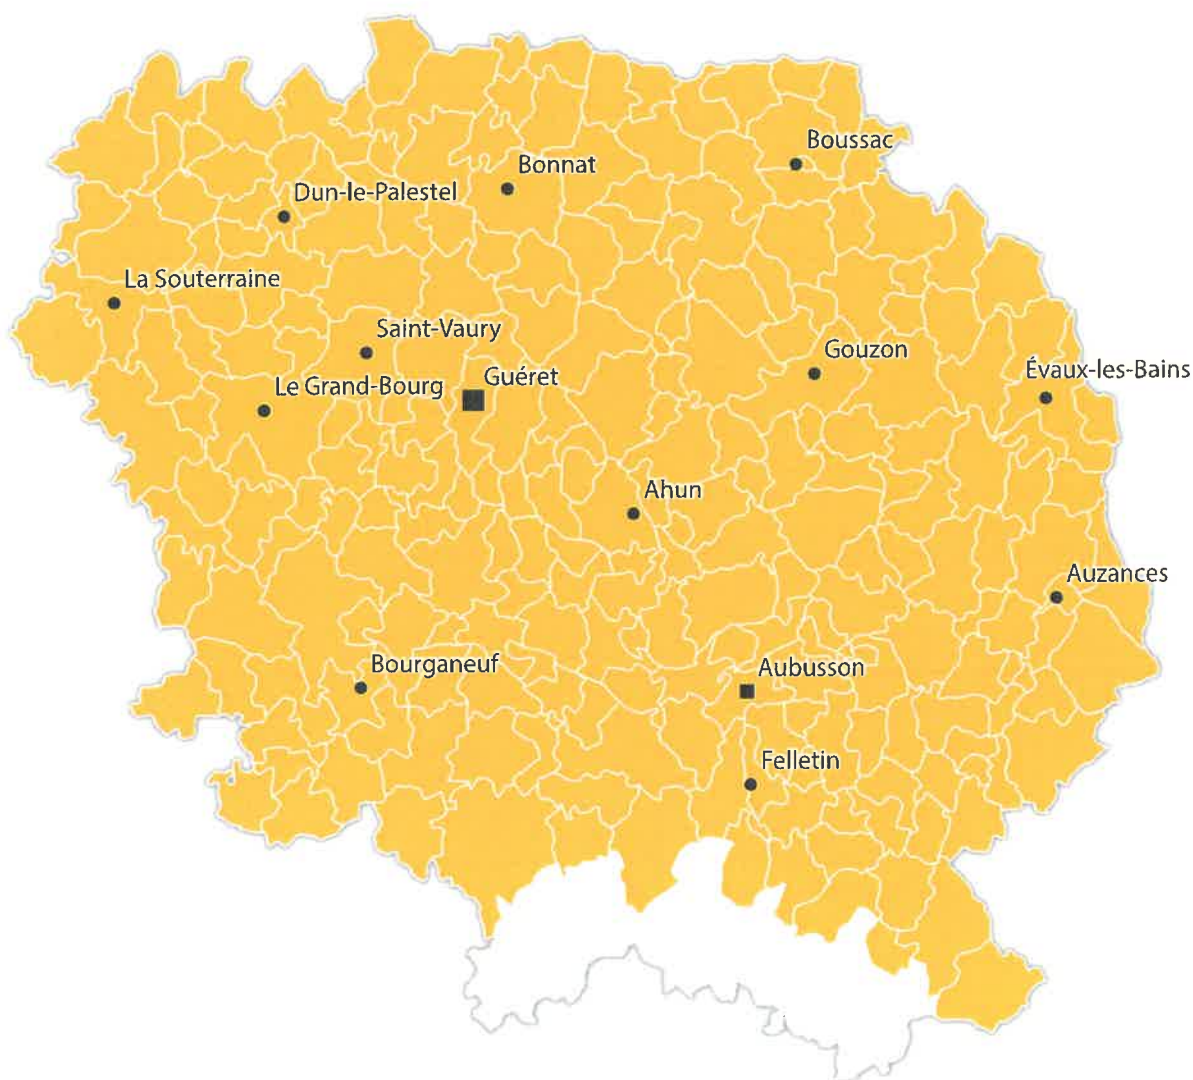 Boussac
Bonnat
Dun-le-Palestel
La Souterraine
Saint-Vaury
Gouzon
Évaux-les-Bains
Guéret
Le Grand-Bourg
Ahun
Auzances
Bourganeuf
Aubusson
Felletin